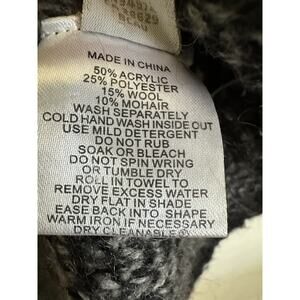 MADE IN CHINA
50% ACRYLIC
25% POLYESTER
15% WOOL
10% MOHAIR
WASH SEPARATELY
COLD HAND WASH INSIDE OUT
USE MILD DETERGENT
DO NOT RUB
SOAK OR BLEACH
DO NOT SPIN WRING
OR TUMBLE DRY
ROLL IN TOWEL TO
REMOVE EXCESS WATER
DRY FLAT IN SHADE
EASE BACK INTO SHAPE
WARM IRON IF NECESSARY
DRY CLEANABLE®